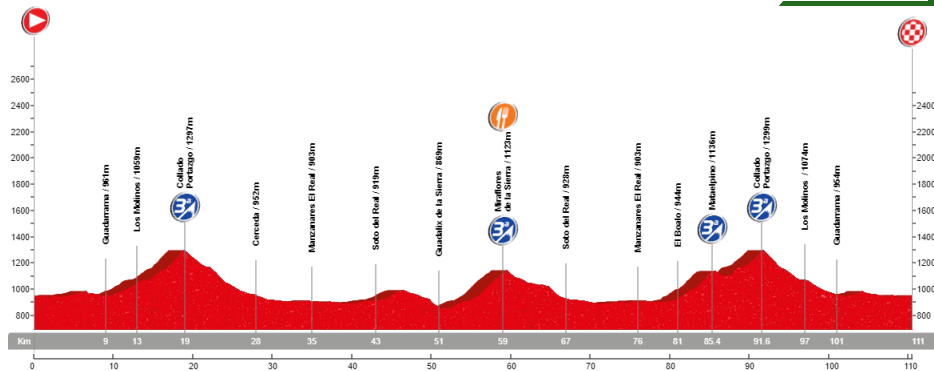 2600
2400
2200
2000
1800
1600
1400
1200
1000
800
2400
2200
2000
1800
1600
1400
1200
1000
800
Guadarrama / 961m
Los Molinos / 1059m
Collado
Portazgo / 1297m
3ª
Cerceda / 952m
Manzanares El Real / 903m
Soto del Real / 919m
Guadalix de la Sierra / 869m
Miraflores
de la Sierra / 1123m
3ª
Soto del Real / 928m
Manzanares El Real / 903m
El Boalo / 944m
Mataelpino / 1136m
3ª
Collado
Portazgo / 1299m
3ª
Los Molinos / 1074m
Guadarrama / 954m
Km 9 13 19 28 35 43 51 59 67 76 81 85.4 91.6 97 101 111
0 10 20 30 40 50 60 70 80 90 100 110